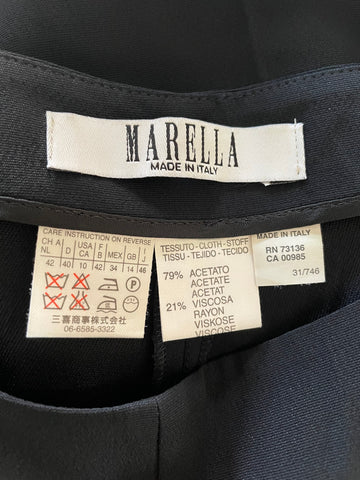 MARELLA
MADE IN ITALY
CARE INSTRUCTION ON REVERSE
CH A USA F I
NL D CA B MEX GB J
42 40 10 42 34 14 46
P
三喜商事株式会社
06-6585-3322
TESSUTO-CLOTH-STOFF
TISSU-TEJIDO-TECIDO
79% ACETATO
ACETATE
ACETAT
21% VISCOSA
RAYON
VISKOSE
VISCOSE
MADE IN ITALY
RN 73136
CA 00985
31/746